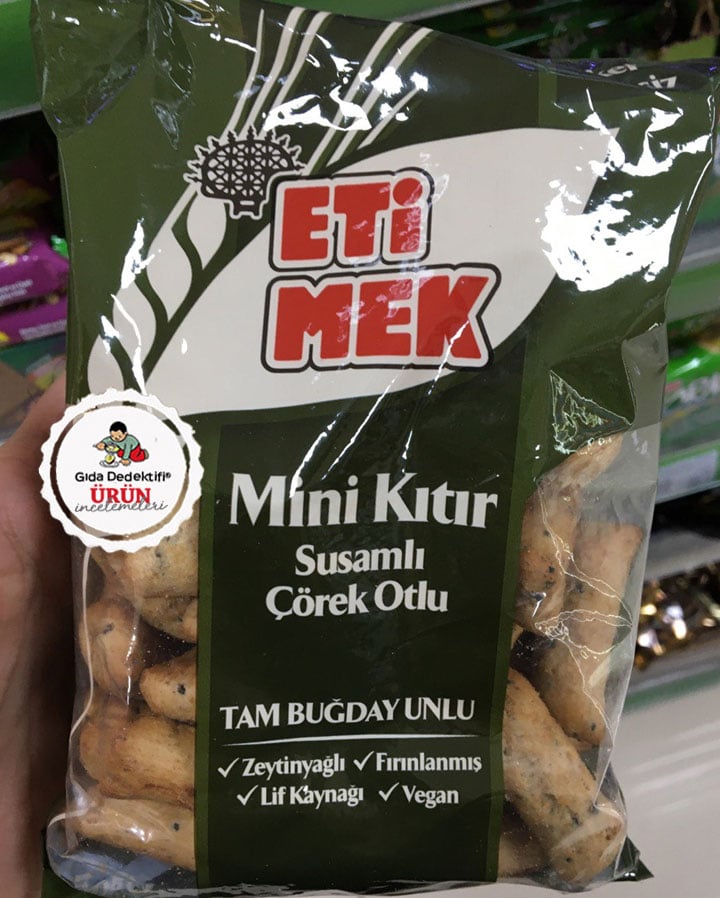 ETİ
MEK
Gıda Dedektifi®
ÜRÜN
incelemeleri
Mini Kıtır
Susamlı
Çörek Otlu
TAM BUĞDAY UNLU
✓ Zeytinyağlı ✓ Fırınlanmış
✓ Lif Kaynağı ✓ Vegan